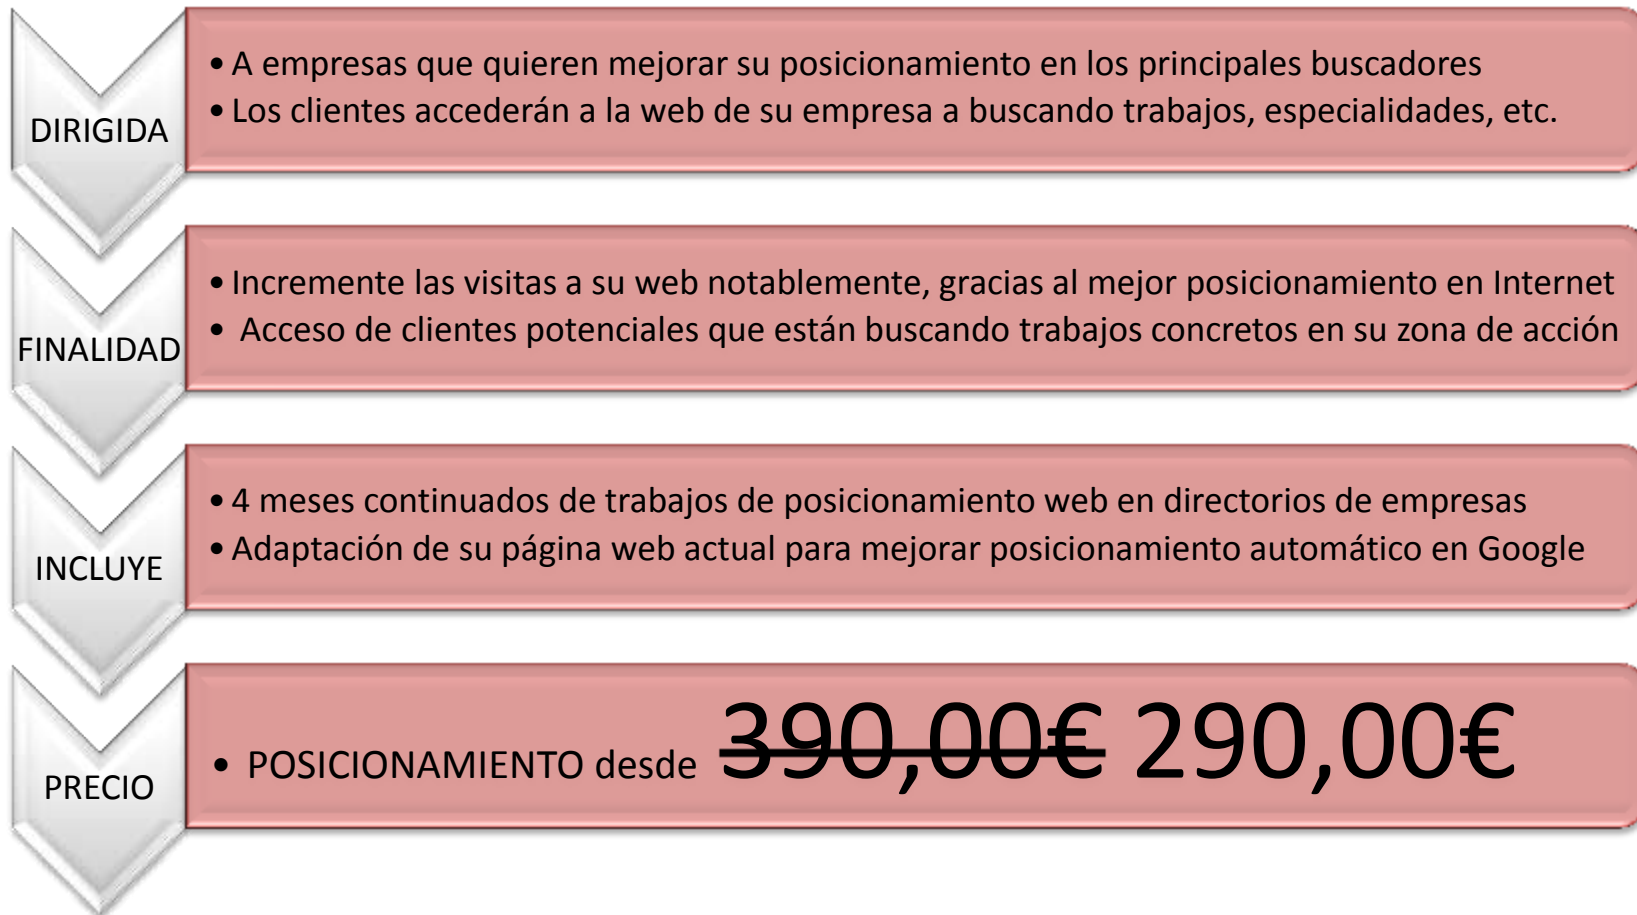 DIRIGIDA
• A empresas que quieren mejorar su posicionamiento en los principales buscadores
• Los clientes accederán a la web de su empresa a buscando trabajos, especialidades, etc.
FINALIDAD
• Incremente las visitas a su web notablemente, gracias al mejor posicionamiento en Internet
• Acceso de clientes potenciales que están buscando trabajos concretos en su zona de acción
INCLUYE
• 4 meses continuados de trabajos de posicionamiento web en directorios de empresas
• Adaptación de su página web actual para mejorar posicionamiento automático en Google
PRECIO
• POSICIONAMIENTO desde 390,00€ 290,00€